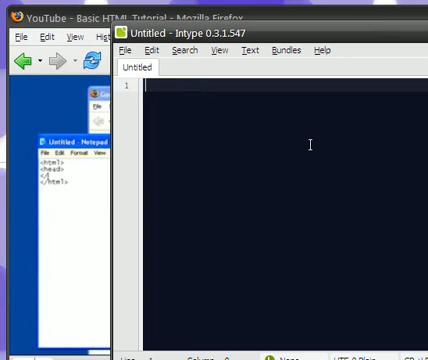 YouTube - Basic HTML Tutorial - Mozilla Firefox
File Edit View His
Untitled - Intype 0.3.1.547
File Edit Search View Text Bundles Help
Untitled
1
Untitled - Notepad
File Edit Format View
<html>
<head>
</
</html>